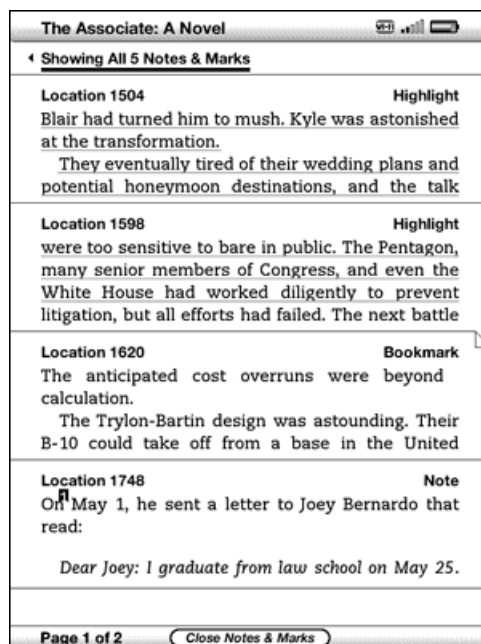 The Associate: A Novel
Wi-Fi
Showing All 5 Notes & Marks
Location 1504 Highlight
Blair had turned him to mush. Kyle was astonished
at the transformation.
They eventually tired of their wedding plans and
potential honeymoon destinations, and the talk
Location 1598 Highlight
were too sensitive to bare in public. The Pentagon,
many senior members of Congress, and even the
White House had worked diligently to prevent
litigation, but all efforts had failed. The next battle
Location 1620 Bookmark
The anticipated cost overruns were beyond
calculation.
The Trylon-Bartin design was astounding. Their
B-10 could take off from a base in the United
Location 1748 Note
On 1 May 1, he sent a letter to Joey Bernardo that
read:
Dear Joey: I graduate from law school on May 25.
Page 1 of 2 Close Notes & Marks